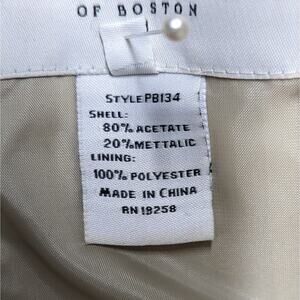 OF BOSTON
STYLE PB134
SHELL:
80% ACETATE
20% METTALIC
LINING:
100% POLYESTER
MADE IN CHINA
RN 19258